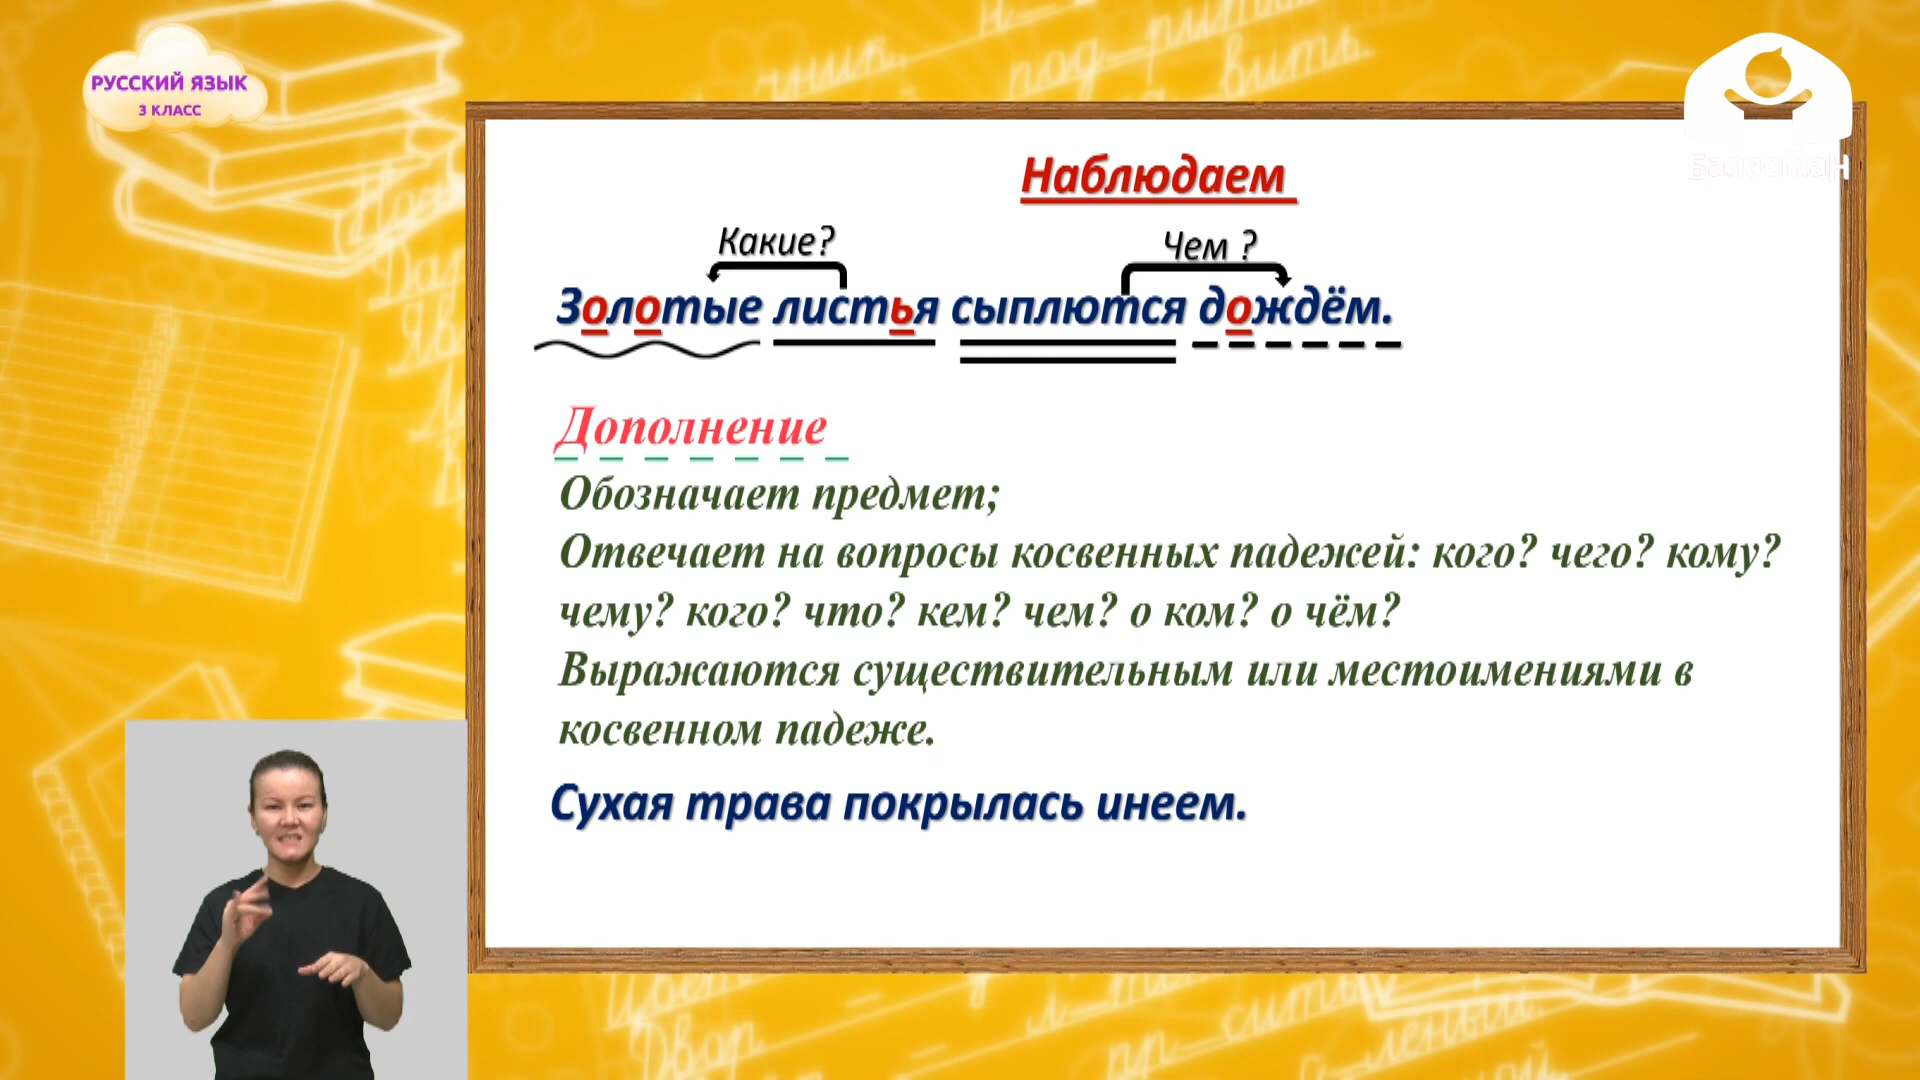 РУССКИЙ ЯЗЫК
3 КЛАСС
Баластан
Наблюдаем
Какие? Чем ?
Золотые листья сыплются дождём.
Дополнение
Обозначает предмет;
Отвечает на вопросы косвенных падежей: кого? чего? кому?
чему? кого? что? кем? чем? о ком? о чём?
Выражаются существительным или местоимениями в
косвенном падеже.
Сухая трава покрылась инеем.